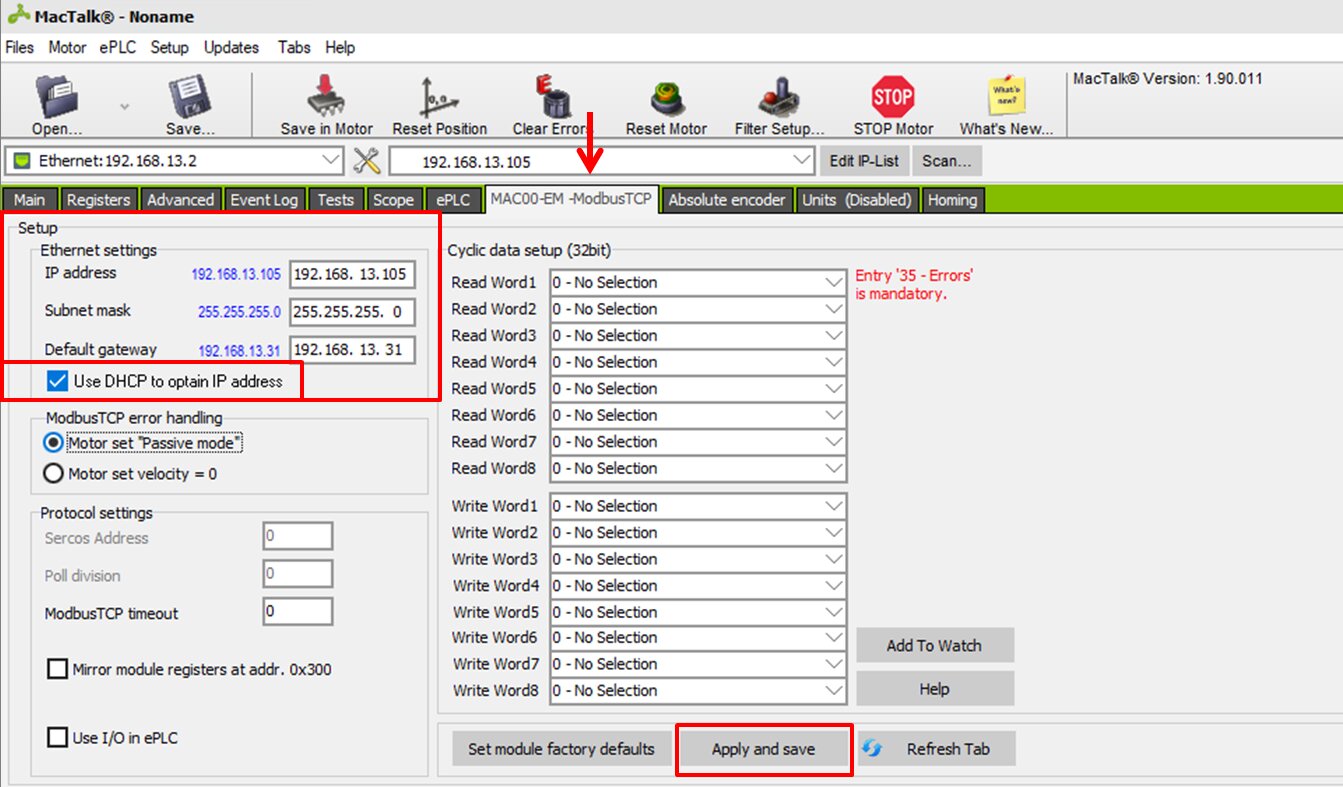 MacTalk® - Noname
Files Motor ePLC Setup Updates Tabs Help
Open... Save... Save in Motor Reset Position Clear Errors Reset Motor Filter Setup... STOP Motor What's New...
MacTalk® Version: 1.90.011
0,0
E
STOP
What's
new?
Ethernet: 192.168.13.2 192.168.13.105 Edit IP-List Scan...
Main Registers Advanced Event Log Tests Scope ePLC MAC00-EM -ModbusTCP Absolute encoder Units (Disabled) Homing
Setup
Ethernet settings
IP address 192.168.13.105 192.168. 13.105
Subnet mask 255.255.255.0 255.255.255. 0
Default gateway 192.168.13.31 192.168. 13. 31
Use DHCP to optain IP address
ModbusTCP error handling
Motor set "Passive mode"
Motor set velocity = 0
Protocol settings
Sercos Address 0
Poll division 0
ModbusTCP timeout 0
Mirror module registers at addr. 0x300
Use I/O in ePLC
Cyclic data setup (32bit)
Read Word1 0 - No Selection
Read Word2 0 - No Selection
Read Word3 0 - No Selection
Read Word4 0 - No Selection
Read Word5 0 - No Selection
Read Word6 0 - No Selection
Read Word7 0 - No Selection
Read Word8 0 - No Selection
Write Word1 0 - No Selection
Write Word2 0 - No Selection
Write Word3 0 - No Selection
Write Word4 0 - No Selection
Write Word5 0 - No Selection
Write Word6 0 - No Selection
Write Word7 0 - No Selection
Write Word8 0 - No Selection
Entry '35 - Errors'
is mandatory.
Add To Watch
Help
Set module factory defaults Apply and save Refresh Tab